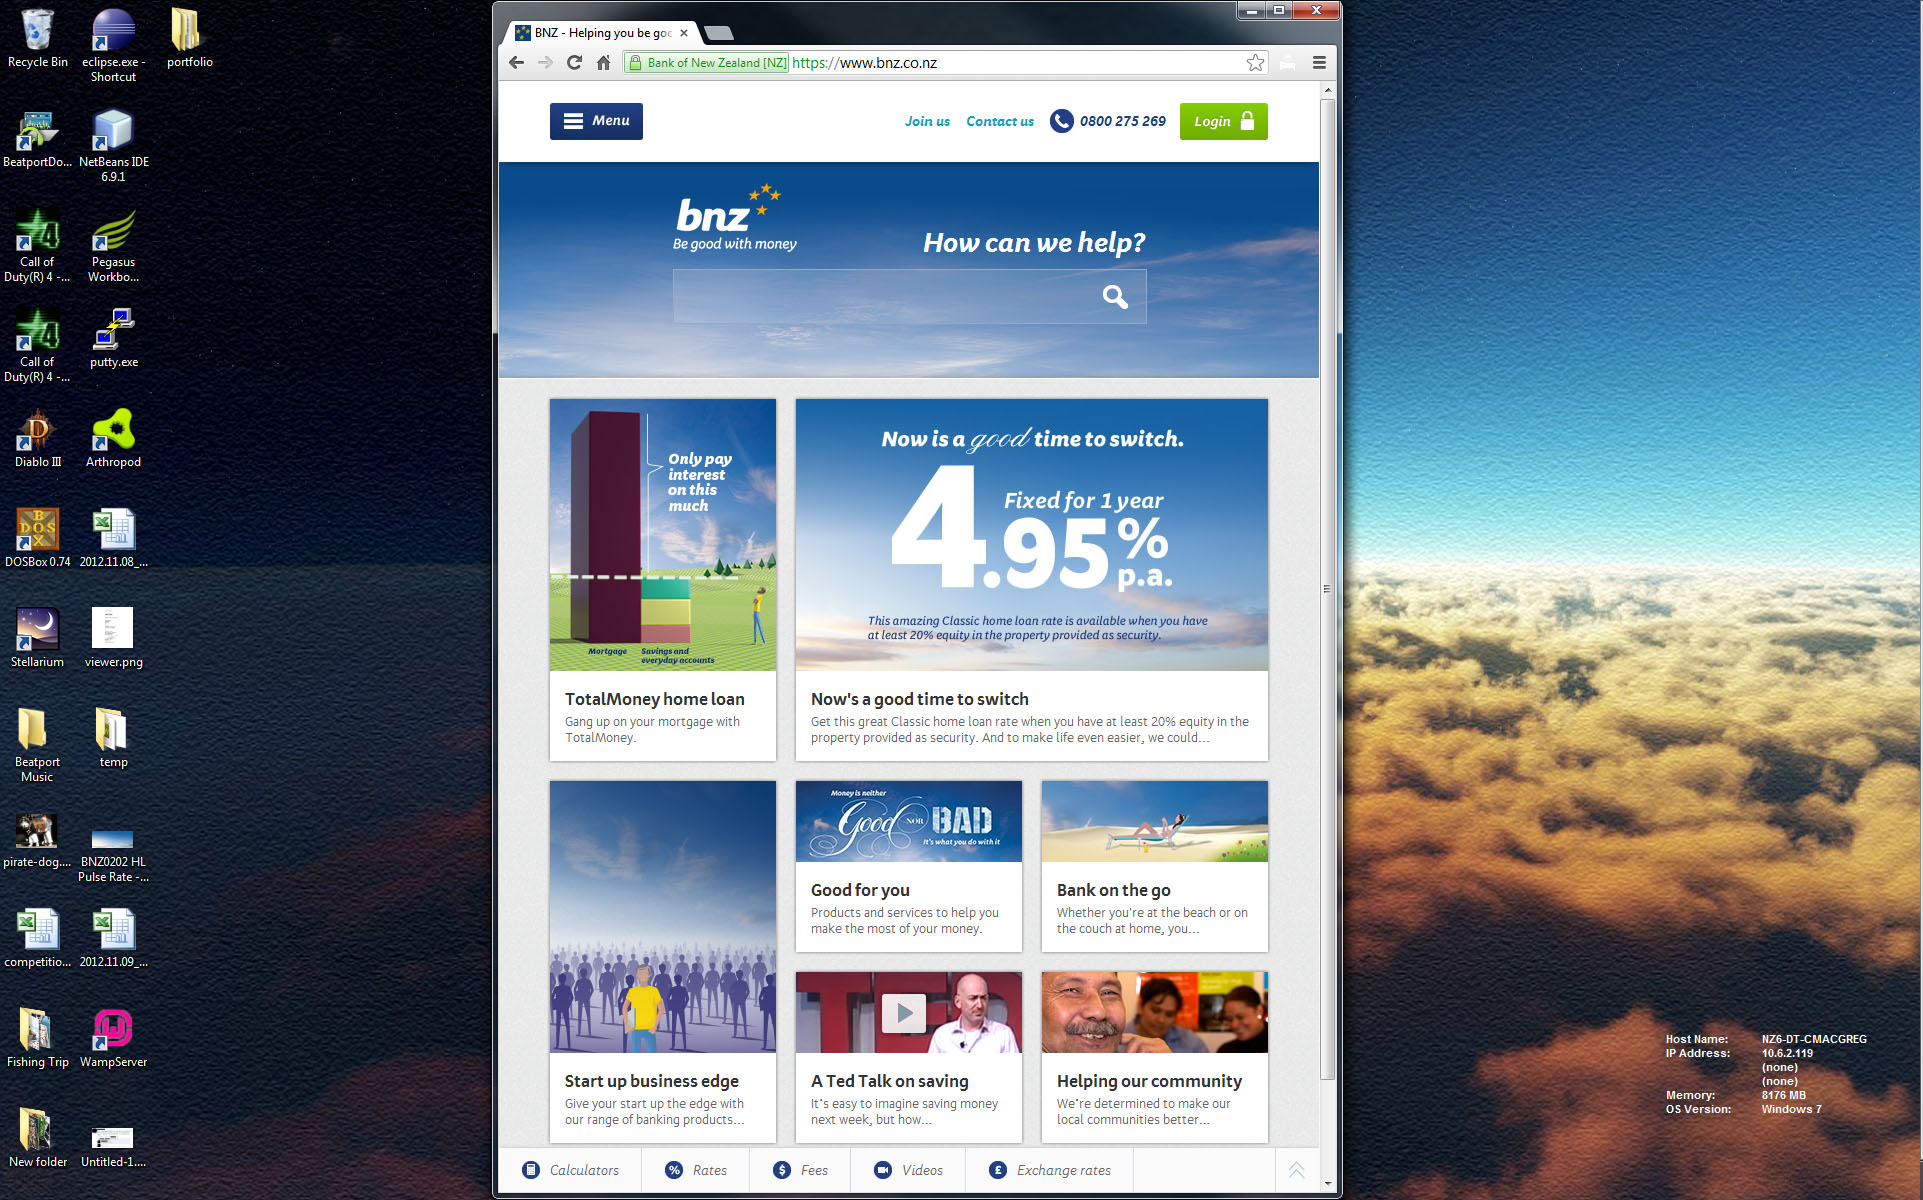 Recycle Bin
eclipse.exe -
Shortcut
portfolio
BeatportDo...
NetBeans IDE
6.9.1
Call of
Duty(R) 4 -...
Pegasus
Workbo...
Call of
Duty(R) 4 -...
putty.exe
Diablo III
Arthropod
DOSBox 0.74
2012.11.08_...
Stellarium
viewer.png
Beatport
Music
temp
pirate-dog....
BNZ0202 HL
Pulse Rate -...
competitio...
2012.11.09_...
Fishing Trip
WampServer
New folder
Untitled-1....
BNZ - Helping you be goo
Bank of New Zealand [NZ]
https://www.bnz.co.nz
Menu
Join us
Contact us
0800 275 269
Login
bnz
Be good with money
How can we help?
Only pay
interest
on this
much
Mortgage
Savings and
everyday accounts
TotalMoney home loan
Gang up on your mortgage with
TotalMoney.
Now is a good time to switch.
Fixed for 1 year
4.95% p.a.
This amazing Classic home loan rate is available when you have
at least 20% equity in the property provided as security.
Now's a good time to switch
Get this great Classic home loan rate when you have at least 20% equity in the
property provided as security. And to make life even easier, we could...
Start up business edge
Give your start up the edge with
our range of banking products...
Money is neither
Good NOR BAD
It's what you do with it
Good for you
Products and services to help you
make the most of your money.
Bank on the go
Whether you're at the beach or on
the couch at home, you...
TED
A Ted Talk on saving
It's easy to imagine saving money
next week, but how...
Helping our community
We're determined to make our
local communities better...
Calculators
Rates
Fees
Videos
Exchange rates
Host Name: NZ6-DT-CMACGREG
IP Address: 10.6.2.119
(none)
(none)
Memory: 8176 MB
OS Version: Windows 7